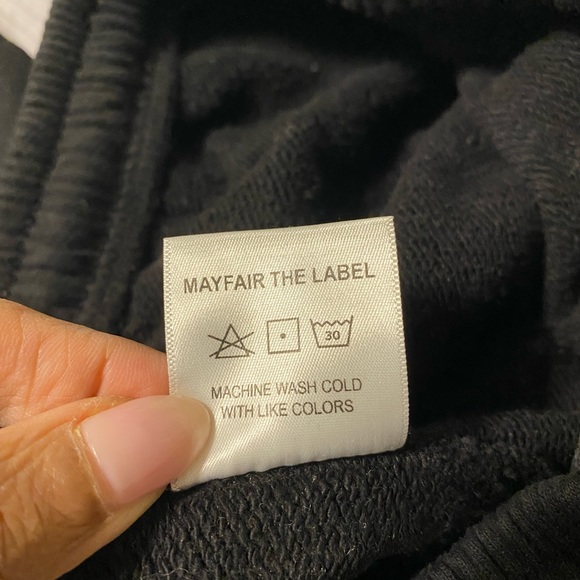 MAYFAIR THE LABEL
30
MACHINE WASH COLD
WITH LIKE COLORS